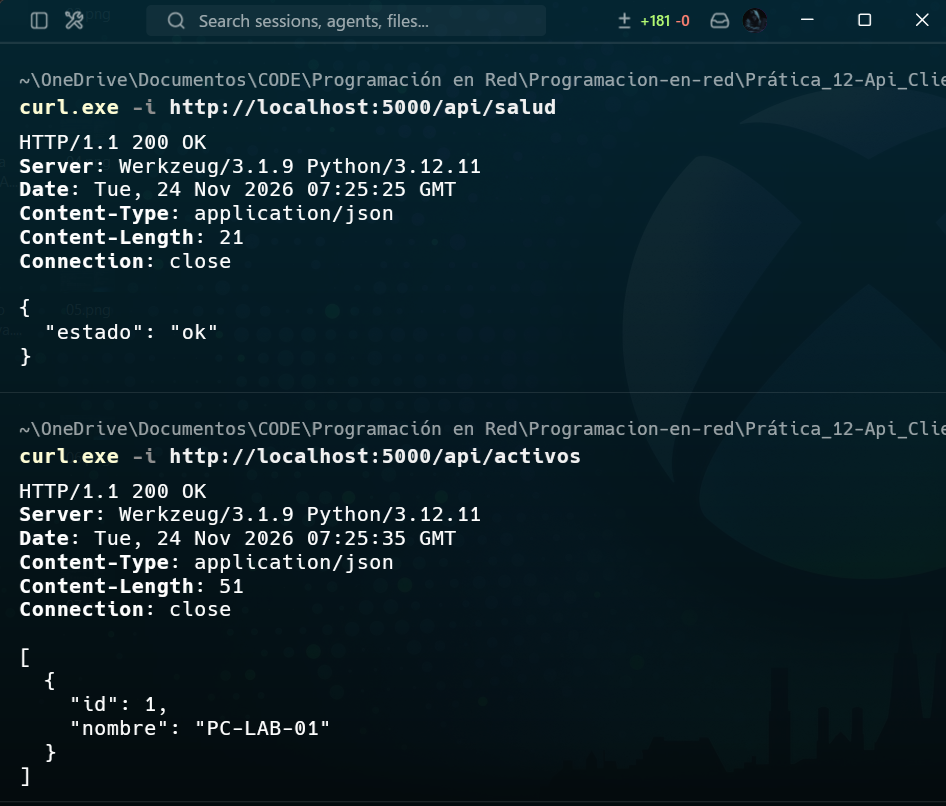 Search sessions, agents, files...
+181 -0
~\OneDrive\Documentos\CODE\Programación en Red\Programacion-en-red\Prática_12-Api_Clie
curl.exe -i http://localhost:5000/api/salud
HTTP/1.1 200 OK
Server: Werkzeug/3.1.9 Python/3.12.11
Date: Tue, 24 Nov 2026 07:25:25 GMT
Content-Type: application/json
Content-Length: 21
Connection: close
{
"estado": "ok"
}
~\OneDrive\Documentos\CODE\Programación en Red\Programacion-en-red\Prática_12-Api_Clie
curl.exe -i http://localhost:5000/api/activos
HTTP/1.1 200 OK
Server: Werkzeug/3.1.9 Python/3.12.11
Date: Tue, 24 Nov 2026 07:25:35 GMT
Content-Type: application/json
Content-Length: 51
Connection: close
[
{
"id": 1,
"nombre": "PC-LAB-01"
}
]